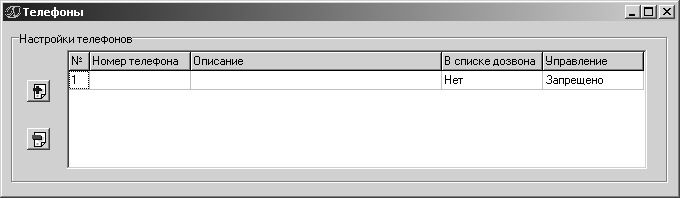 Телефоны
Настройки телефонов
№ Номер телефона Описание В списке дозвона Управление
1 Нет Запрещено